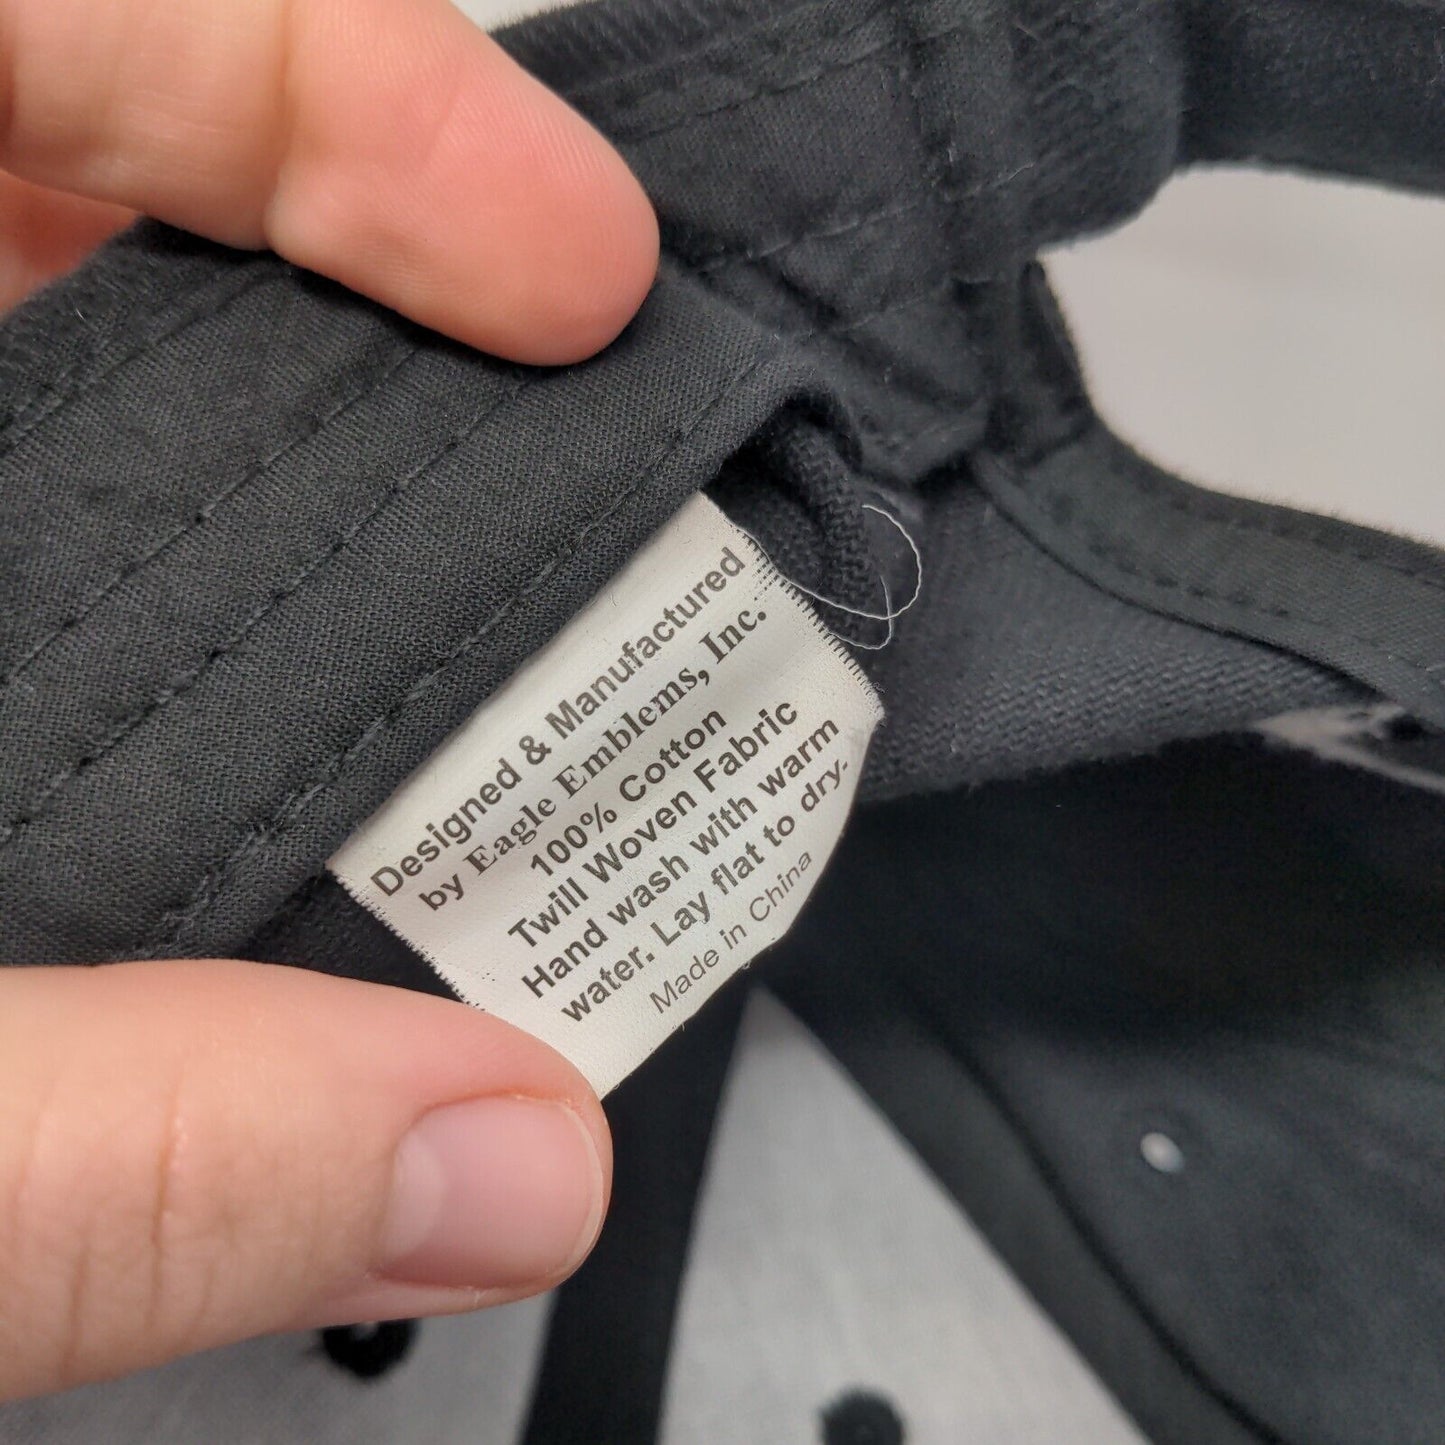 Designed & Manufactured
by Eagle Emblems, Inc.
100% Cotton
Twill Woven Fabric
Hand wash with warm
water. Lay flat to dry.
Made in China